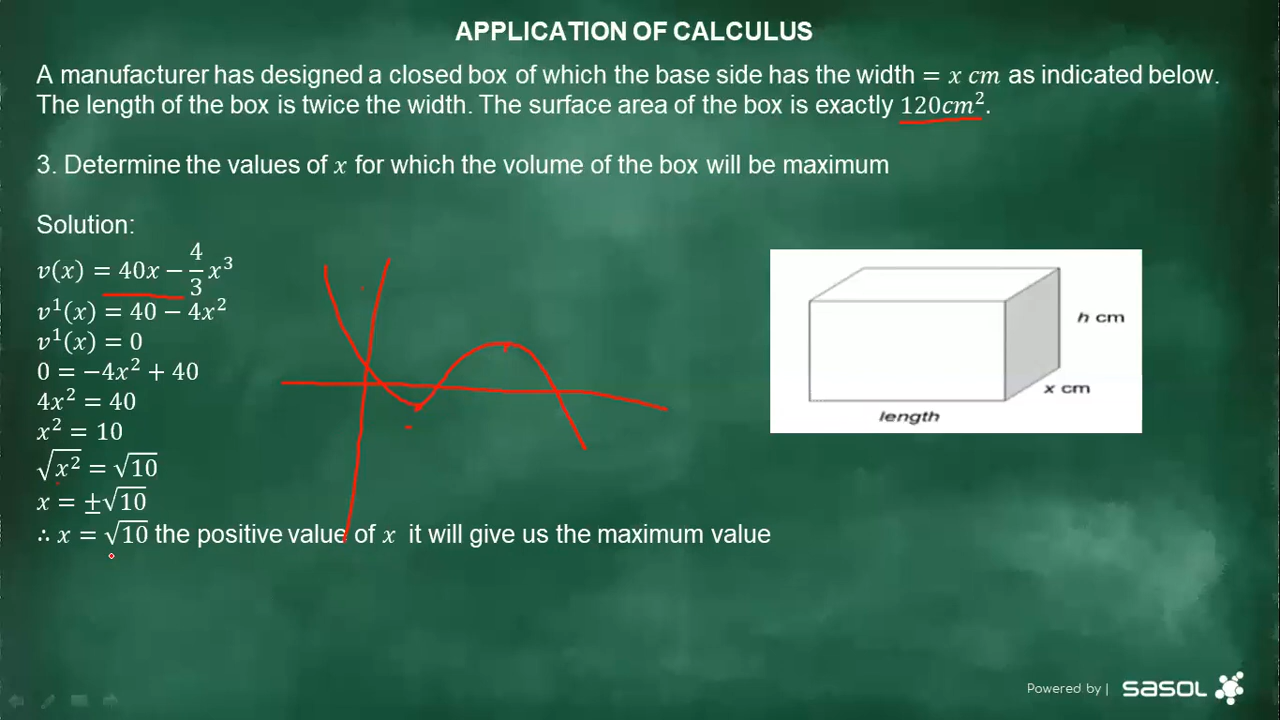 APPLICATION OF CALCULUS
A manufacturer has designed a closed box of which the base side has the width = x cm as indicated below.
The length of the box is twice the width. The surface area of the box is exactly 120cm².
3. Determine the values of x for which the volume of the box will be maximum
Solution:
v(x) = 40x − 4/3 x³
v¹(x) = 40 − 4x²
v¹(x) = 0
0 = −4x² + 40
4x² = 40
x² = 10
√x² = √10
x = ±√10
∴ x = √10 the positive value of x it will give us the maximum value
h cm
x cm
length
Powered by | sasol